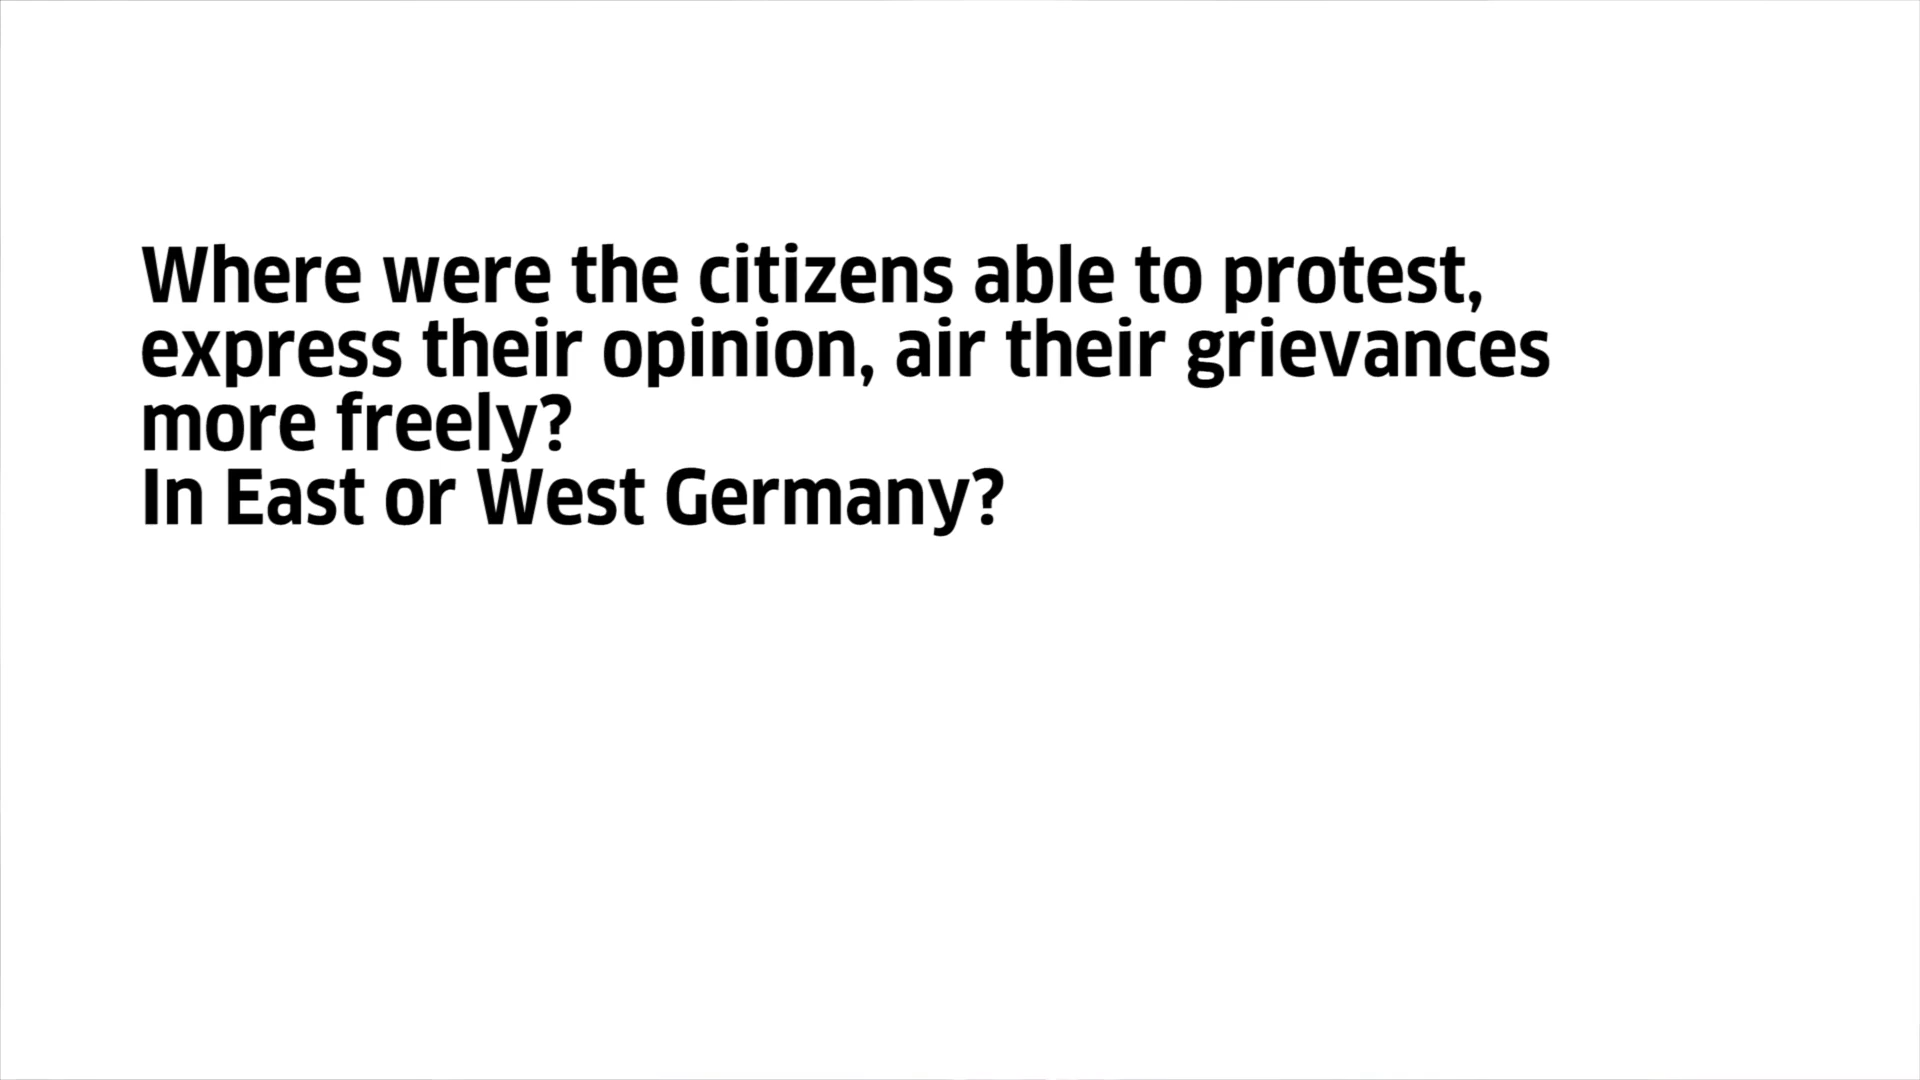 Where were the citizens able to protest,
express their opinion, air their grievances
more freely?
In East or West Germany?